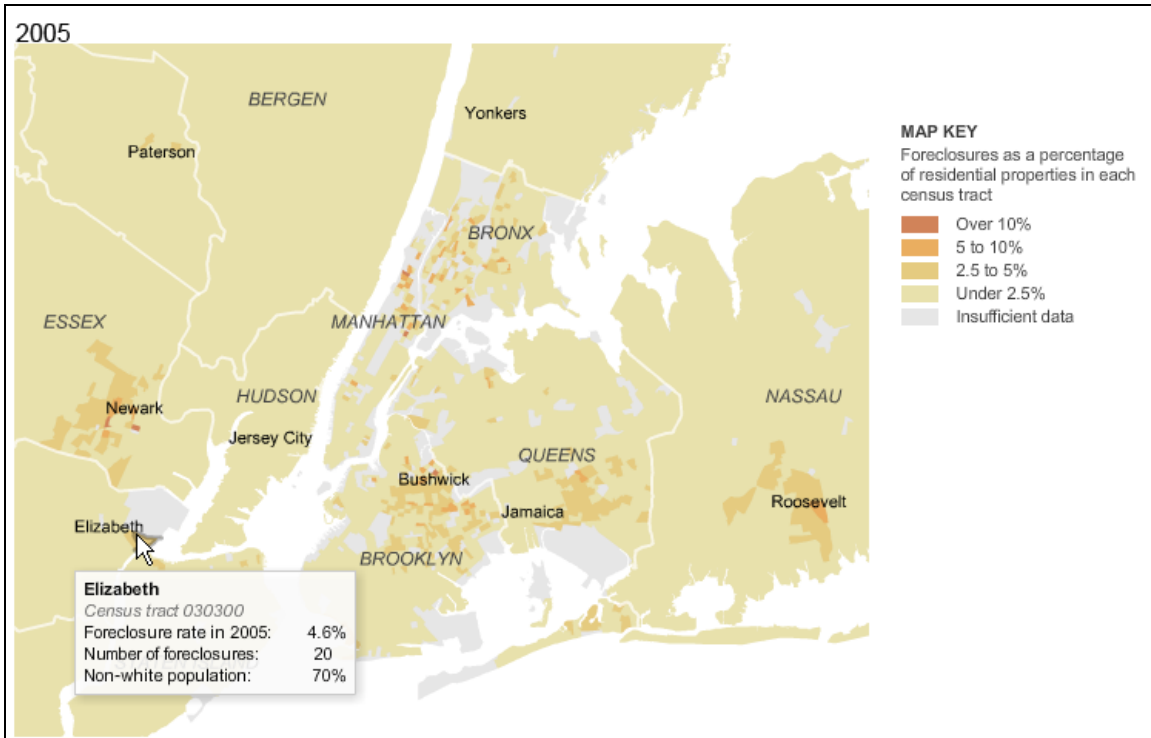 2005
BERGEN
Yonkers
Paterson
BRONX
ESSEX
MANHATTAN
HUDSON
NASSAU
Newark
Jersey City
QUEENS
Bushwick
Roosevelt
Jamaica
Elizabeth
BROOKLYN
MAP KEY
Foreclosures as a percentage
of residential properties in each
census tract
Over 10%
5 to 10%
2.5 to 5%
Under 2.5%
Insufficient data
Elizabeth
Census tract 030300
Foreclosure rate in 2005: 4.6%
Number of foreclosures: 20
STATEN ISLAND
Non-white population: 70%